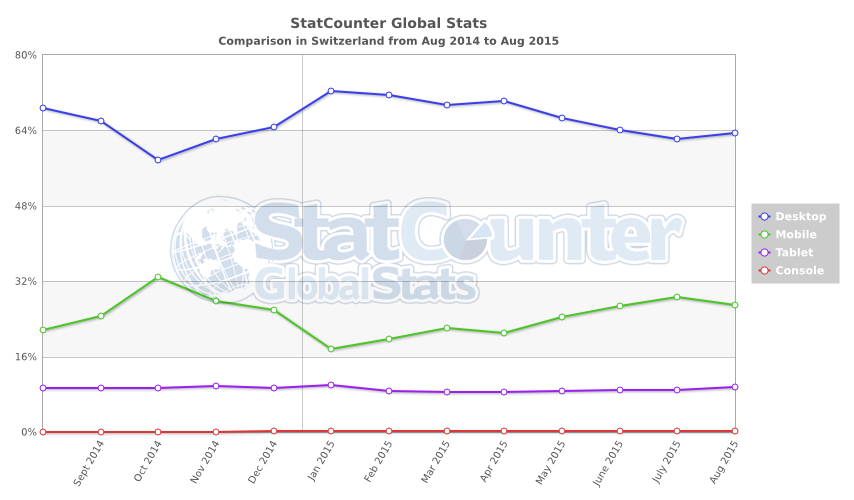 StatCounter Global Stats
Comparison in Switzerland from Aug 2014 to Aug 2015
80%
64%
48%
32%
16%
0%
StatCounter
GlobalStats
Desktop
Mobile
Tablet
Console
Sept 2014
Oct 2014
Nov 2014
Dec 2014
Jan 2015
Feb 2015
Mar 2015
Apr 2015
May 2015
June 2015
July 2015
Aug 2015